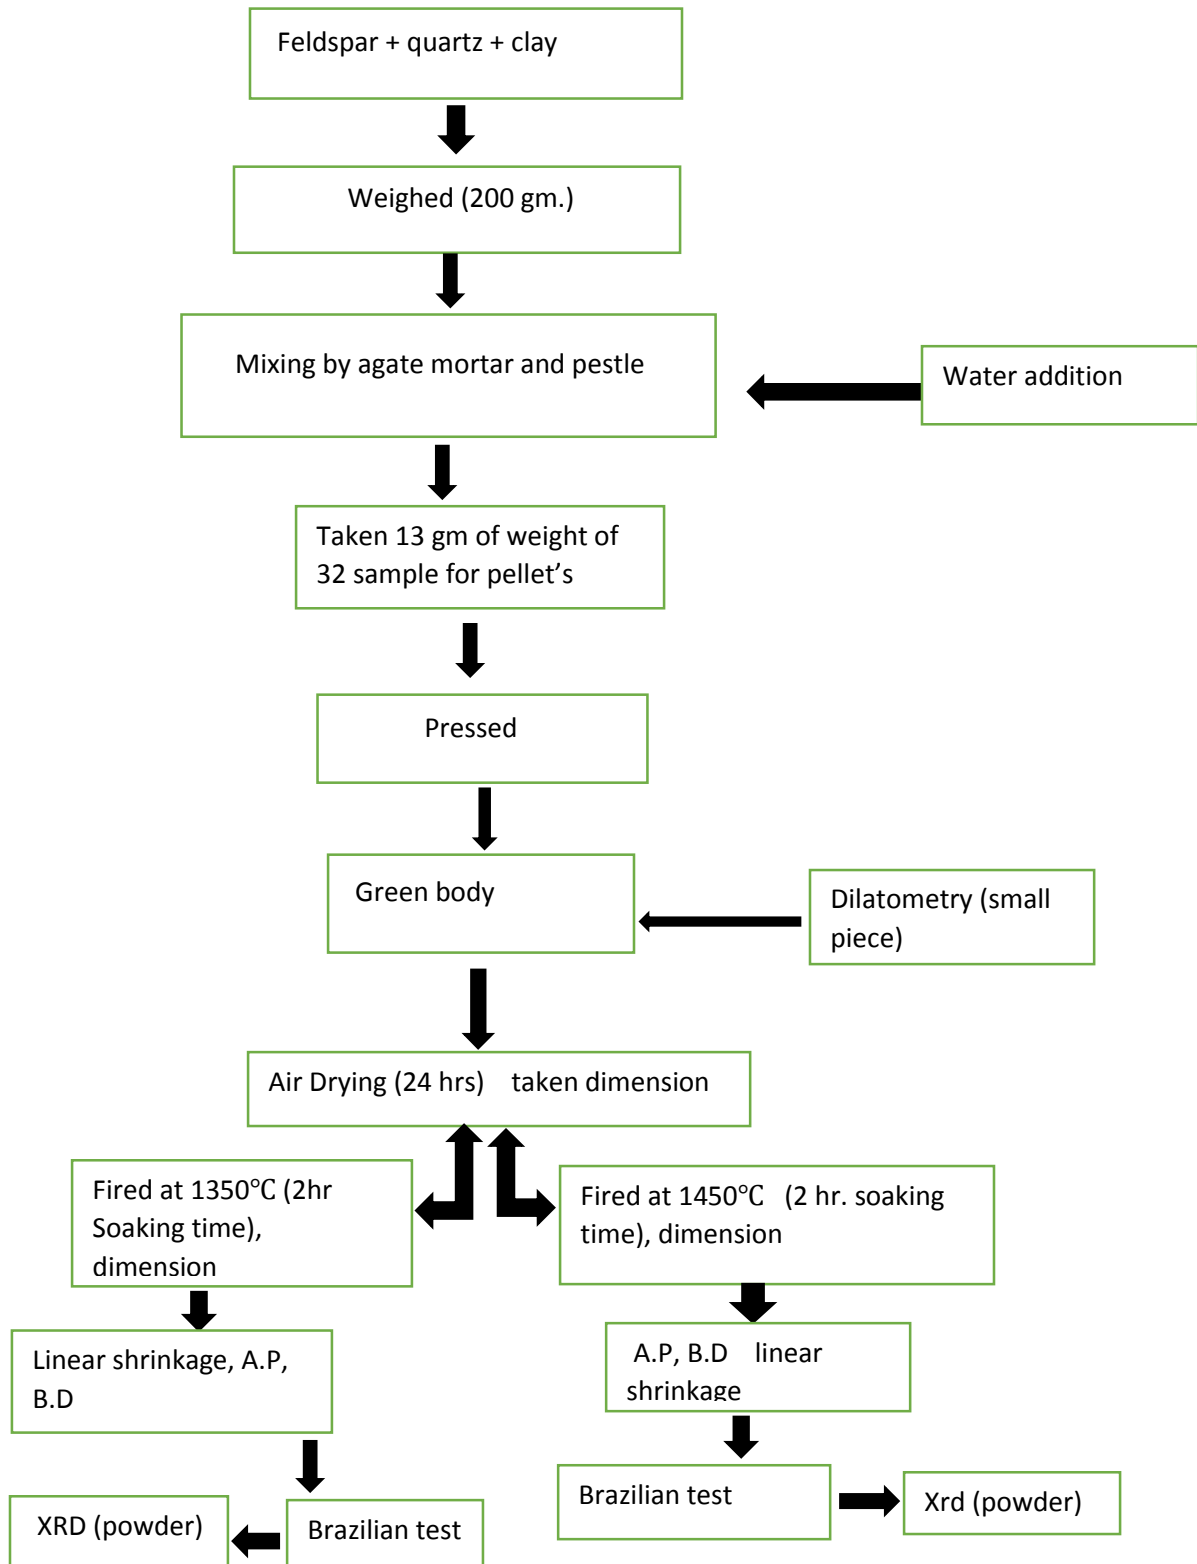 Feldspar + quartz + clay
Weighed (200 gm.)
Mixing by agate mortar and pestle
Water addition
Taken 13 gm of weight of
32 sample for pellet’s
Pressed
Green body
Dilatometry (small
piece)
Air Drying (24 hrs) taken dimension
Fired at 1350℃ (2hr
Soaking time),
dimension
Fired at 1450℃ (2 hr. soaking
time), dimension
Linear shrinkage, A.P,
B.D
A.P, B.D linear
shrinkage
Brazilian test
Xrd (powder)
XRD (powder)
Brazilian test